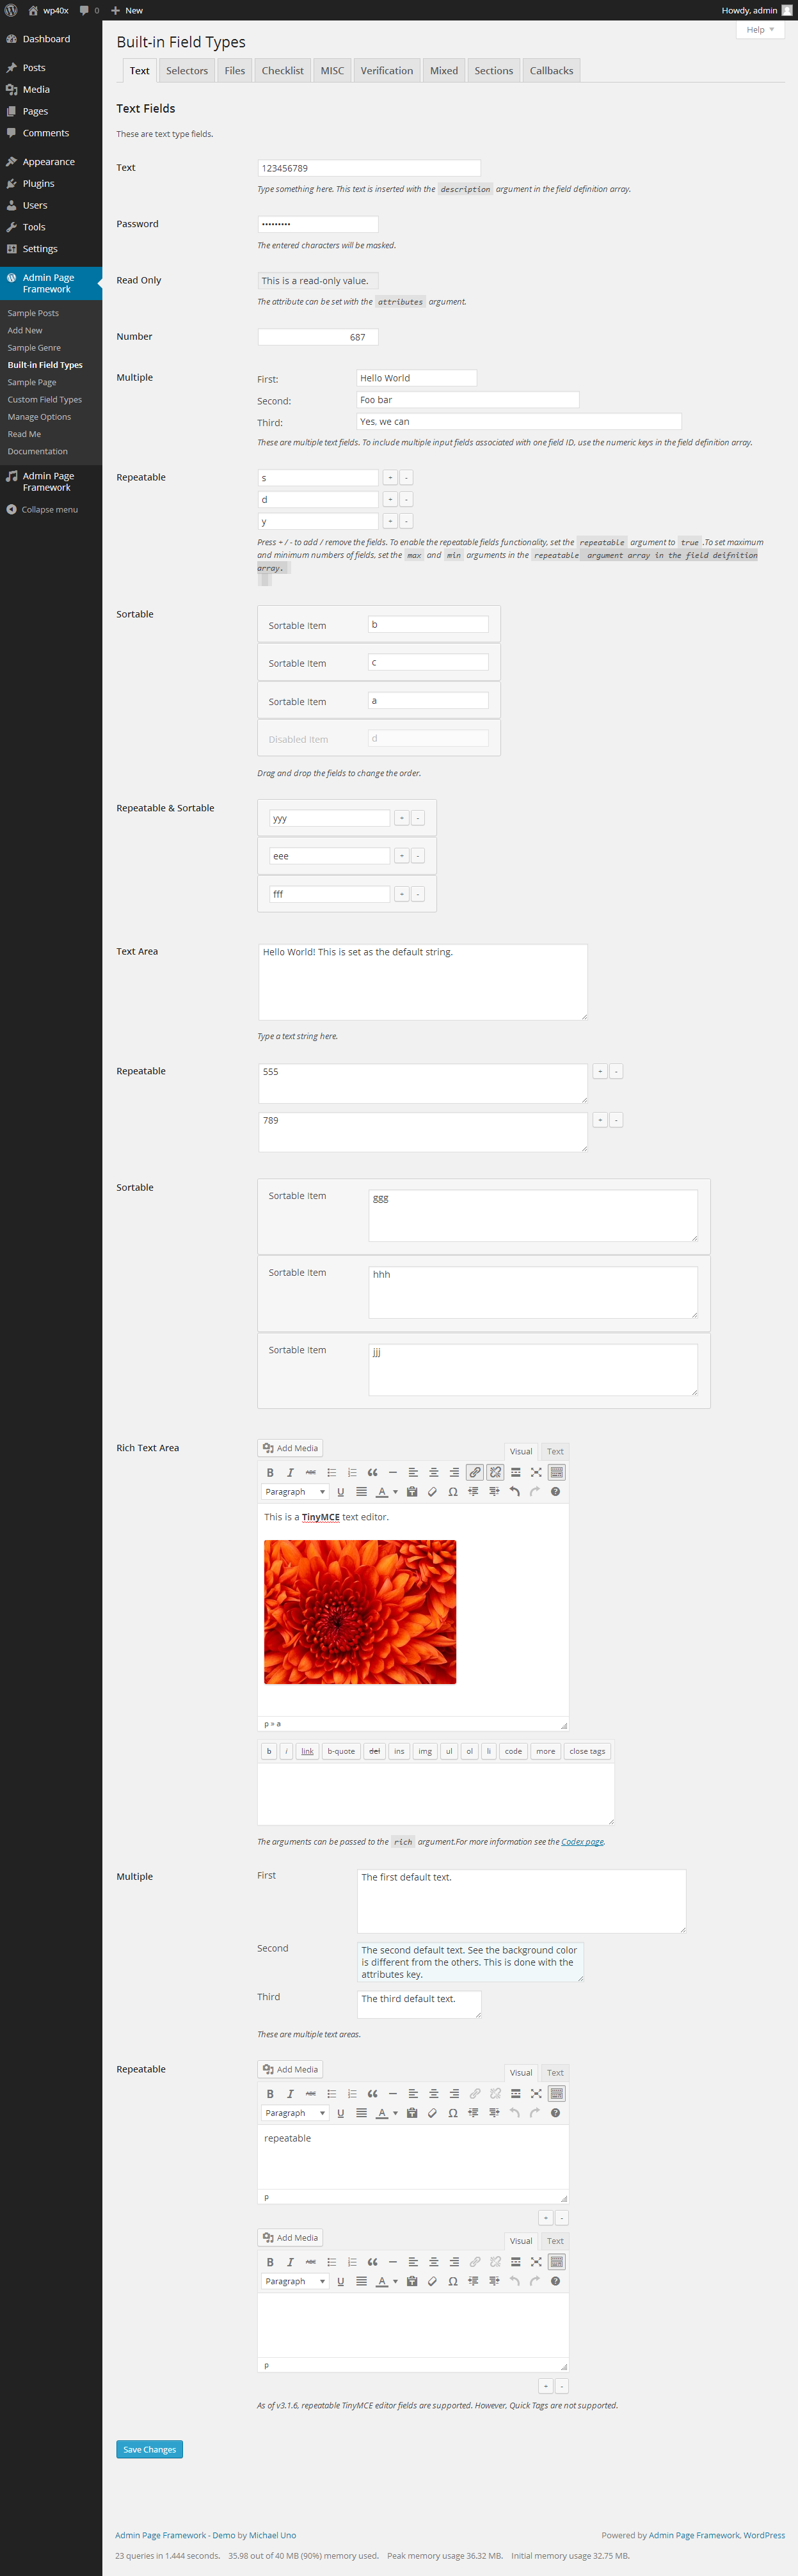 wp40x 0 New Howdy, admin
Help
Dashboard
Posts
Media
Pages
Comments
Appearance
Plugins
Users
Tools
Settings
Admin Page
Framework
Sample Posts
Add New
Sample Genre
Built-in Field Types
Sample Page
Custom Field Types
Manage Options
Read Me
Documentation
Admin Page
Framework
Collapse menu
Built-in Field Types
Text Selectors Files Checklist MISC Verification Mixed Sections Callbacks
Text Fields
These are text type fields.
Text 123456789
Type something here. This text is inserted with the description argument in the field definition array.
Password •••••••••
The entered characters will be masked.
Read Only This is a read-only value.
The attribute can be set with the attributes argument.
Number 687
Multiple First: Hello World
Second: Foo bar
Third: Yes, we can
These are multiple text fields. To include multiple input fields associated with one field ID, use the numeric keys in the field definition array.
Repeatable s + -
d + -
y + -
Press + / - to add / remove the fields. To enable the repeatable fields functionality, set the repeatable argument to true .To set maximum
and minimum numbers of fields, set the max and min arguments in the repeatable argument array in the field deifnition
array.
Sortable Sortable Item b
Sortable Item c
Sortable Item a
Disabled Item d
Drag and drop the fields to change the order.
Repeatable & Sortable yyy + -
eee + -
fff + -
Text Area Hello World! This is set as the default string.
Type a text string here.
Repeatable 555 + -
789 + -
Sortable Sortable Item ggg
Sortable Item hhh
Sortable Item jjj
Rich Text Area Add Media Visual Text
B I ABC
Paragraph U A Ω ?
This is a TinyMCE text editor.
p » a
b i link b-quote del ins img ul ol li code more close tags
The arguments can be passed to the rich argument.For more information see the Codex page.
Multiple First The first default text.
Second The second default text. See the background color
is different from the others. This is done with the
attributes key.
Third The third default text.
These are multiple text areas.
Repeatable Add Media Visual Text
B I ABC
Paragraph U A Ω ?
repeatable
p
+ -
Add Media Visual Text
B I ABC
Paragraph U A Ω ?
p
+ -
As of v3.1.6, repeatable TinyMCE editor fields are supported. However, Quick Tags are not supported.
Save Changes
Admin Page Framework - Demo by Michael Uno Powered by Admin Page Framework, WordPress
23 queries in 1.444 seconds. 35.98 out of 40 MB (90%) memory used. Peak memory usage 36.32 MB. Initial memory usage 32.75 MB.